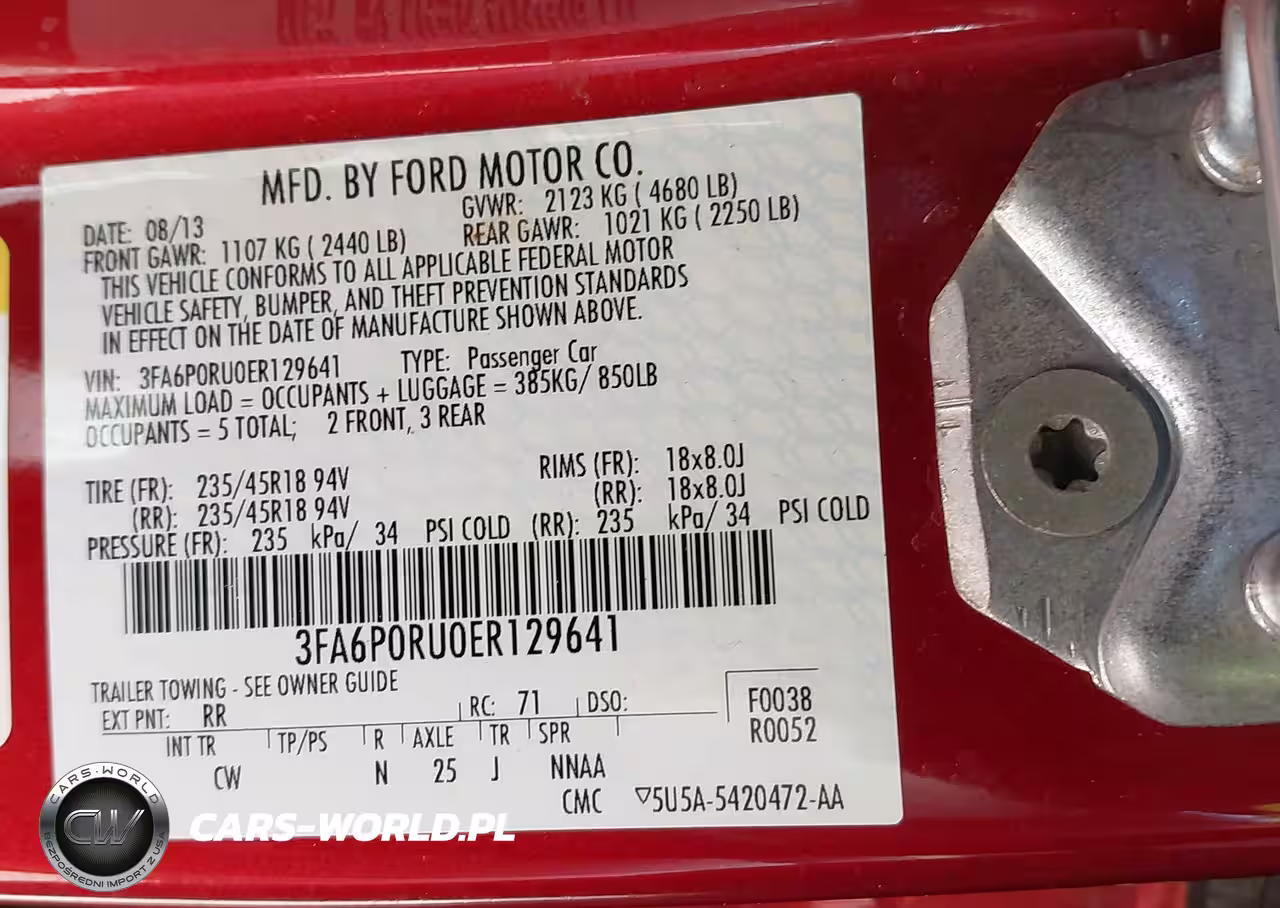 MFD. BY FORD MOTOR CO.
DATE: 08/13 GVWR: 2123 KG ( 4680 LB)
FRONT GAWR: 1107 KG ( 2440 LB) REAR GAWR: 1021 KG ( 2250 LB)
THIS VEHICLE CONFORMS TO ALL APPLICABLE FEDERAL MOTOR
VEHICLE SAFETY, BUMPER, AND THEFT PREVENTION STANDARDS
IN EFFECT ON THE DATE OF MANUFACTURE SHOWN ABOVE.
VIN: 3FA6P0RU0ER129641 TYPE: Passenger Car
MAXIMUM LOAD = OCCUPANTS + LUGGAGE = 385KG/ 850LB
OCCUPANTS = 5 TOTAL; 2 FRONT, 3 REAR
TIRE (FR): 235/45R18 94V RIMS (FR): 18x8.0J
(RR): 235/45R18 94V (RR): 18x8.0J
PRESSURE (FR): 235 kPa/ 34 PSI COLD (RR): 235 kPa/ 34 PSI COLD
3FA6P0RU0ER129641
TRAILER TOWING - SEE OWNER GUIDE
EXT PNT: RR RC: 71 DSO: F0038
R0052
INT TR TP/PS R AXLE TR SPR
CW N 25 J NNAA
CMC ▽5U5A-5420472-AA
CARS-WORLD
CW
BEZPOŚREDNI IMPORT Z USA
CARS-WORLD.PL